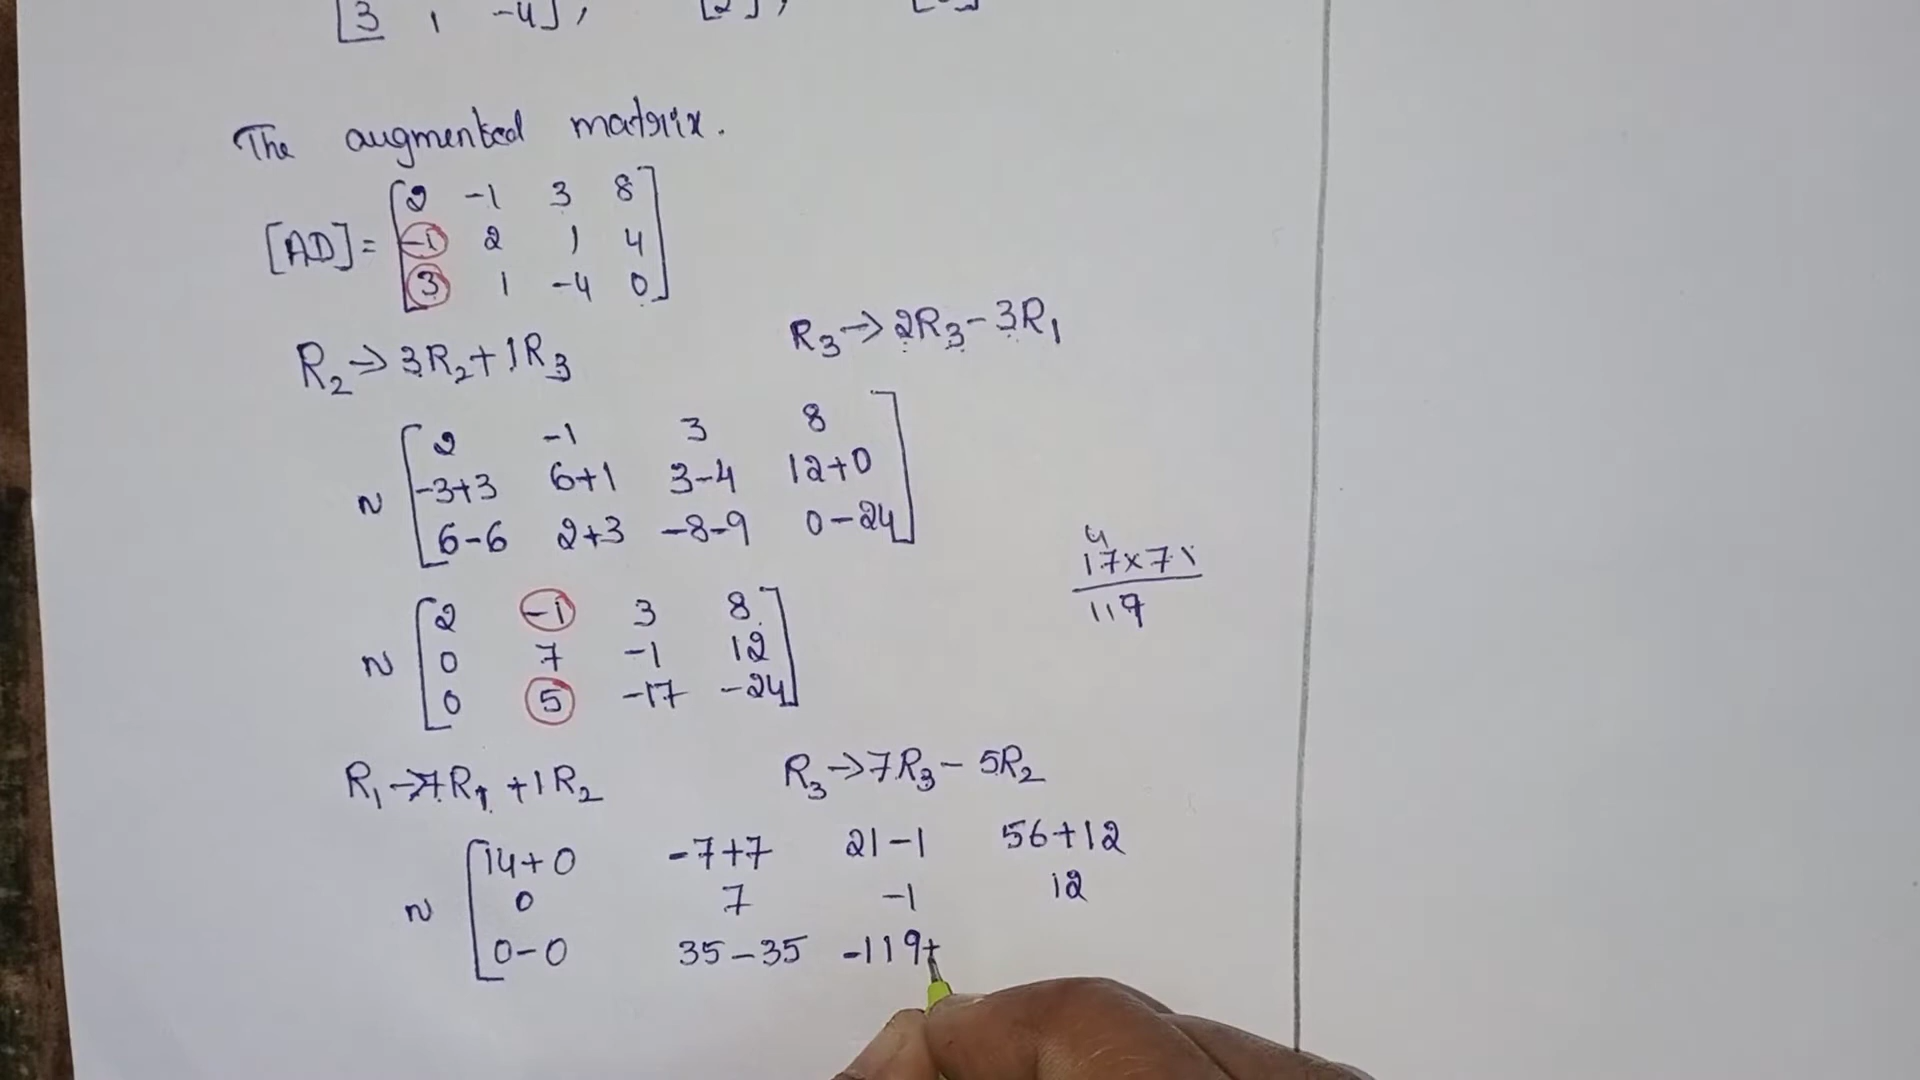 [3 1 -4], [2],
The augmented matrix.
[2 -1 3 8]
[AD] = [-1 2 1 4]
[3 1 -4 0]
R₂→3R₂+1R₃ R₃→2R₃-3R₁
[2 -1 3 8]
~ [-3+3 6+1 3-4 12+0]
[6-6 2+3 -8-9 0-24]
4
17×7
119
[2 -1 3 8]
~ [0 7 -1 12]
[0 5 -17 -24]
R₁→7R₁+1R₂ R₃→7R₃-5R₂
[14+0 -7+7 21-1 56+12]
~ [0 7 -1 12]
[0-0 35-35 -119+